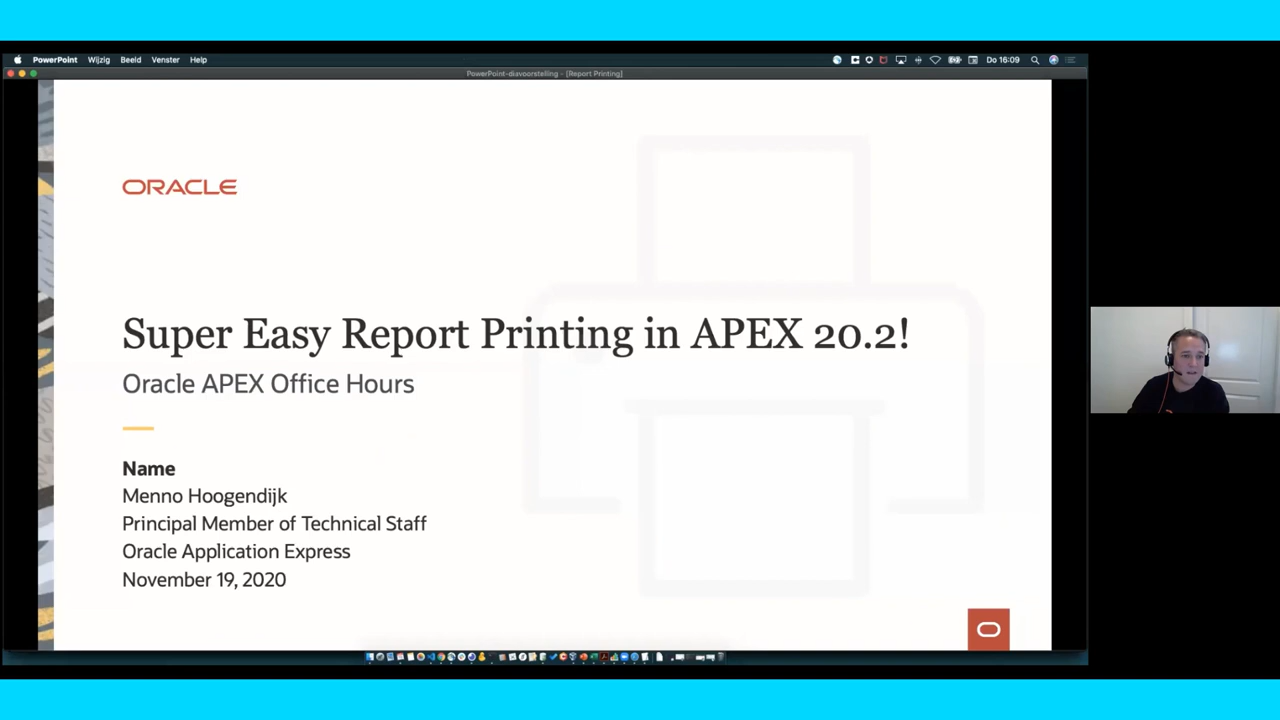 PowerPoint Wijzig Beeld Venster Help
Do 16:09
PowerPoint-diavoorstelling - [Report Printing]
ORACLE
Super Easy Report Printing in APEX 20.2!
Oracle APEX Office Hours
Name
Menno Hoogendijk
Principal Member of Technical Staff
Oracle Application Express
November 19, 2020